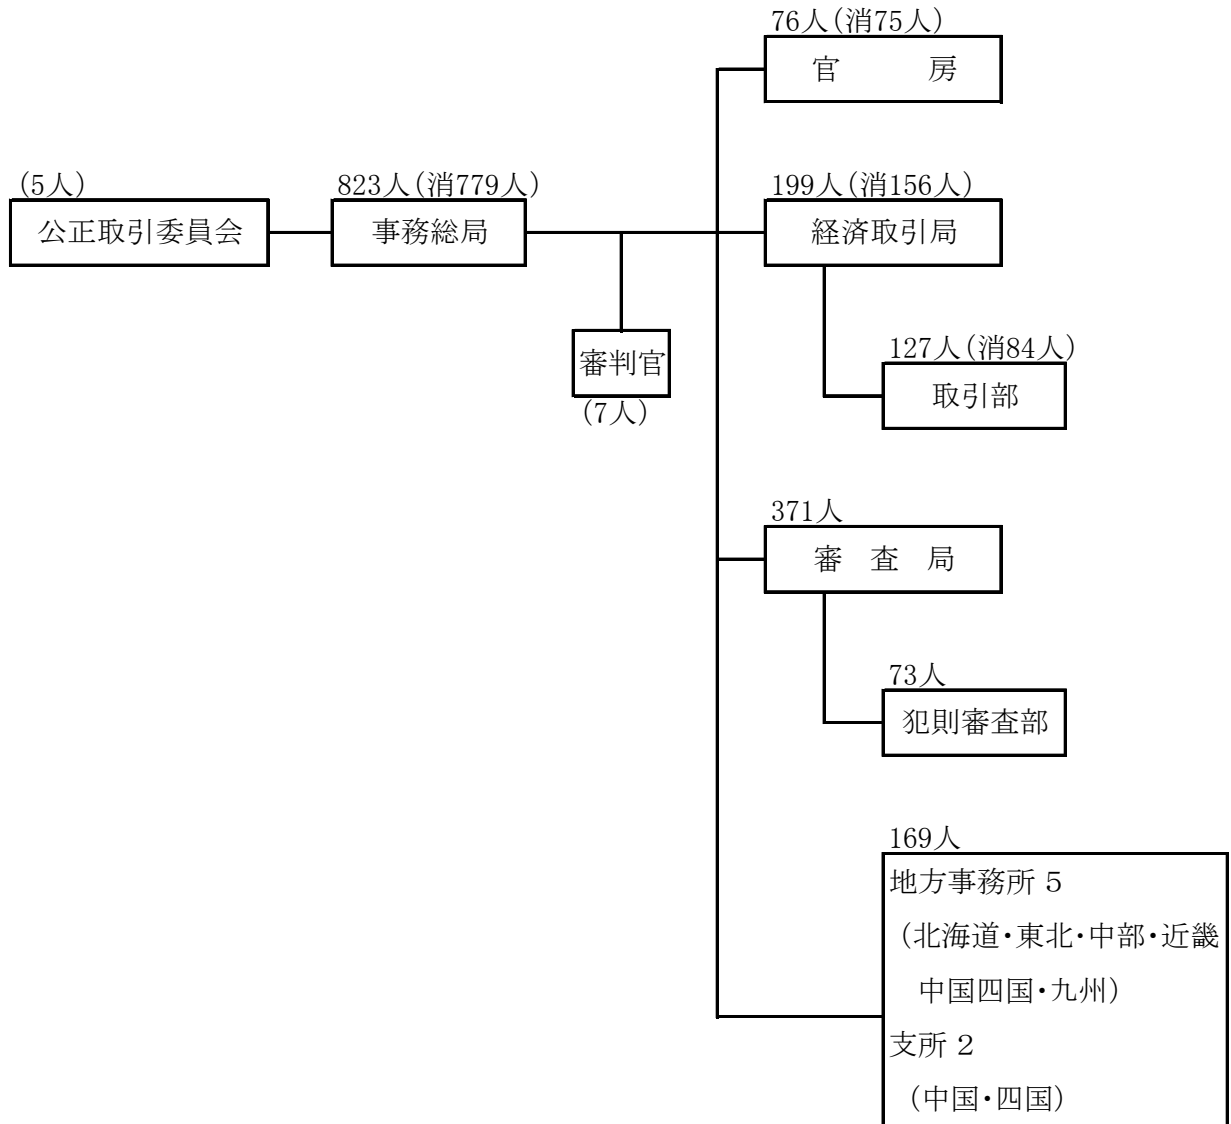 76人(消75人)
官　　房
(5人)
公正取引委員会
823人(消779人)
事務総局
199人(消156人)
経済取引局
審判官
(7人)
127人(消84人)
取引部
371人
審 査 局
73人
犯則審査部
169人
地方事務所 5
(北海道・東北・中部・近畿
中国四国・九州)
支所 2
(中国・四国)